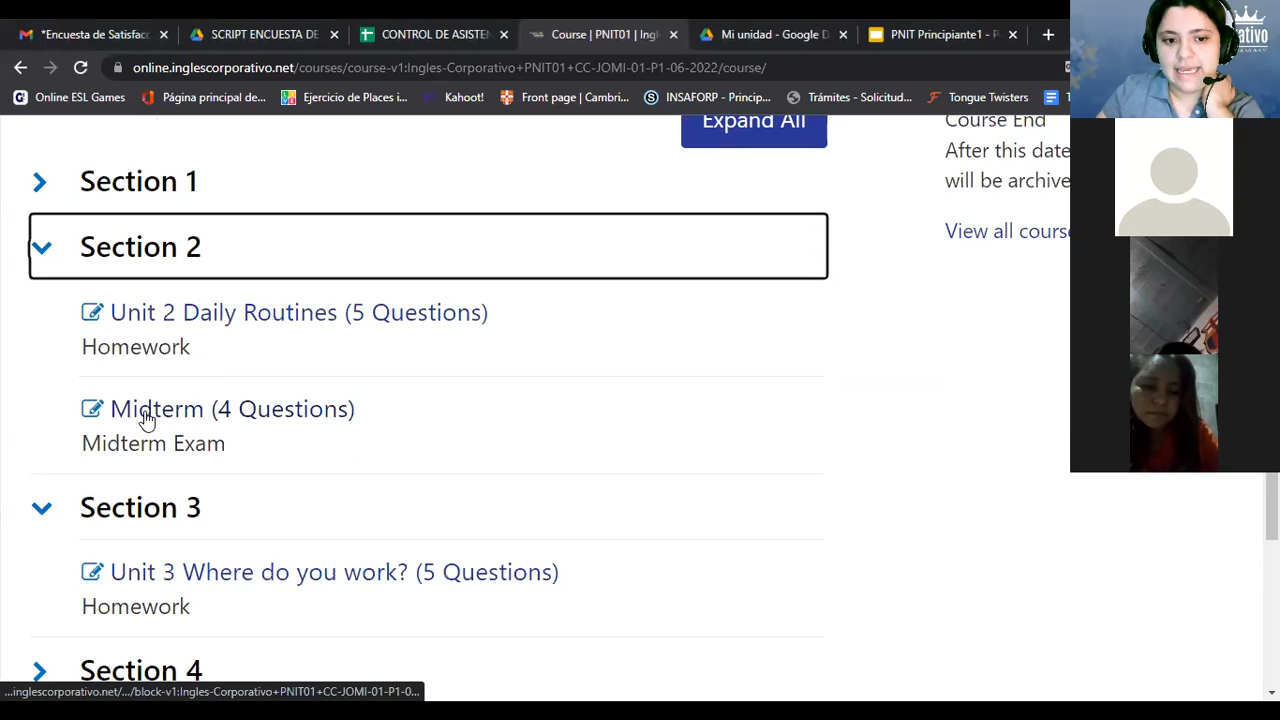 *Encuesta de Satisfacc
SCRIPT ENCUESTA DE
CONTROL DE ASISTEN
Course | PNIT01 | Ingl
Mi unidad - Google D
PNIT Principiante1 - P
online.inglescorporativo.net/courses/course-v1:Ingles-Corporativo+PNIT01+CC-JOMI-01-P1-06-2022/course/
Online ESL Games
Página principal de...
Ejercicio de Places i...
Kahoot!
Front page | Cambri...
INSAFORP - Princip...
Trámites - Solicitud...
Tongue Twisters
Expand All
Course End
After this date
will be archive
View all course
Section 1
Section 2
Unit 2 Daily Routines (5 Questions)
Homework
Midterm (4 Questions)
Midterm Exam
Section 3
Unit 3 Where do you work? (5 Questions)
Homework
Section 4
...inglescorporativo.net/.../block-v1:Ingles-Corporativo+PNIT01+CC-JOMI-01-P1-0...